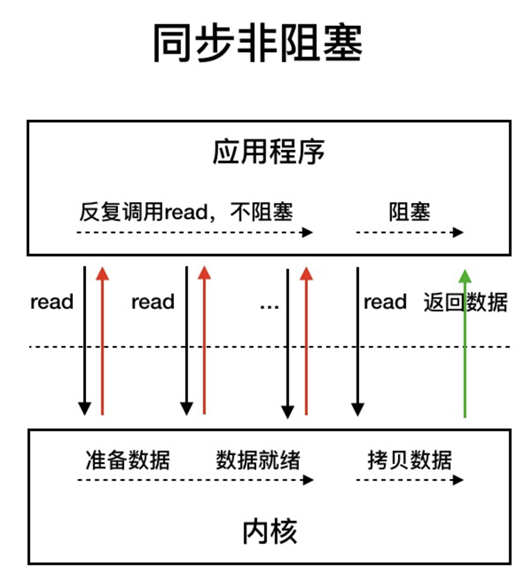 同步非阻塞
应用程序
反复调用read，不阻塞
阻塞
read
read
...
read
返回数据
准备数据
数据就绪
拷贝数据
内核